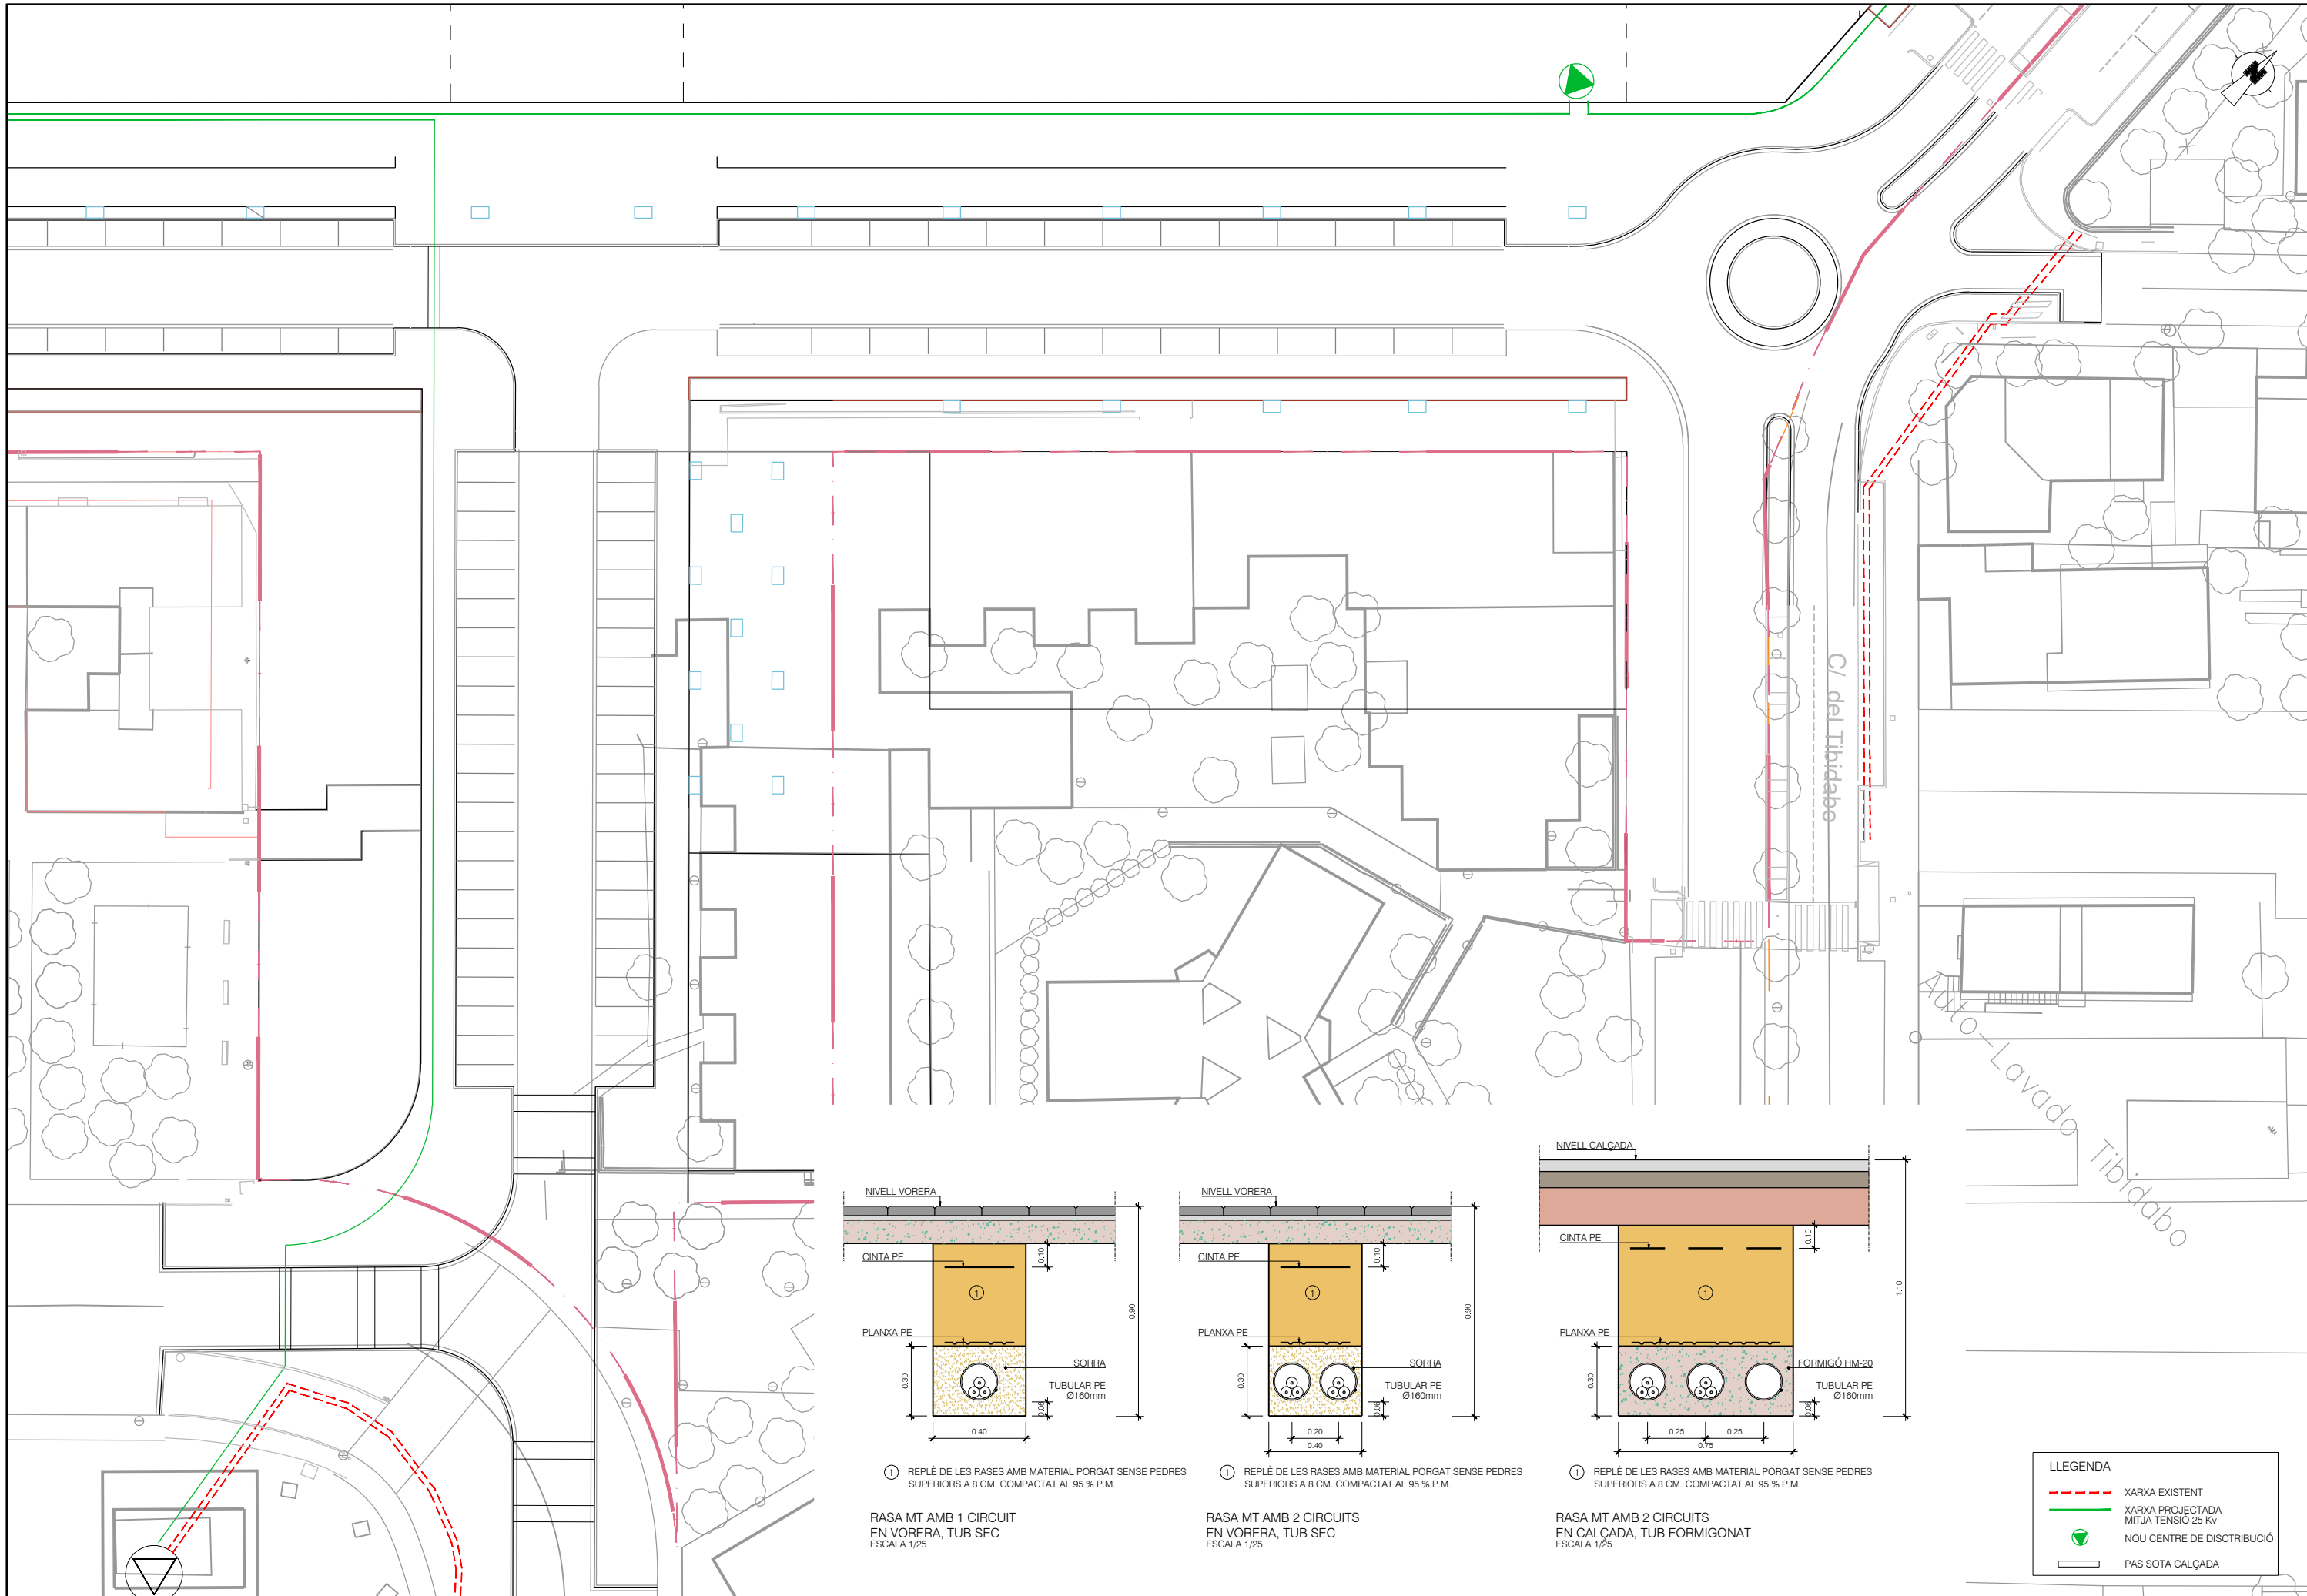 N
C/ del Tibidabo
Auto-Lavado Tibidabo
NIVELL VORERA
CINTA PE
0.10
1
0.90
PLANXA PE
0.30
SORRA
TUBULAR PE
Ø160mm
0.06
0.40
1 REPLÈ DE LES RASES AMB MATERIAL PORGAT SENSE PEDRES
SUPERIORS A 8 CM. COMPACTAT AL 95 % P.M.
RASA MT AMB 1 CIRCUIT
EN VORERA, TUB SEC
ESCALA 1/25
NIVELL VORERA
CINTA PE
0.10
1
0.90
PLANXA PE
0.30
SORRA
TUBULAR PE
Ø160mm
0.06
0.20
0.40
1 REPLÈ DE LES RASES AMB MATERIAL PORGAT SENSE PEDRES
SUPERIORS A 8 CM. COMPACTAT AL 95 % P.M.
RASA MT AMB 2 CIRCUITS
EN VORERA, TUB SEC
ESCALA 1/25
NIVELL CALÇADA
CINTA PE
0.10
1
1.10
PLANXA PE
0.30
FORMIGÓ HM-20
TUBULAR PE
Ø160mm
0.06
0.25 0.25
0.75
1 REPLÈ DE LES RASES AMB MATERIAL PORGAT SENSE PEDRES
SUPERIORS A 8 CM. COMPACTAT AL 95 % P.M.
RASA MT AMB 2 CIRCUITS
EN CALÇADA, TUB FORMIGONAT
ESCALA 1/25
LLEGENDA
XARXA EXISTENT
XARXA PROJECTADA
MITJA TENSIÓ 25 Kv
NOU CENTRE DE DISCTRIBUCIÓ
PAS SOTA CALÇADA